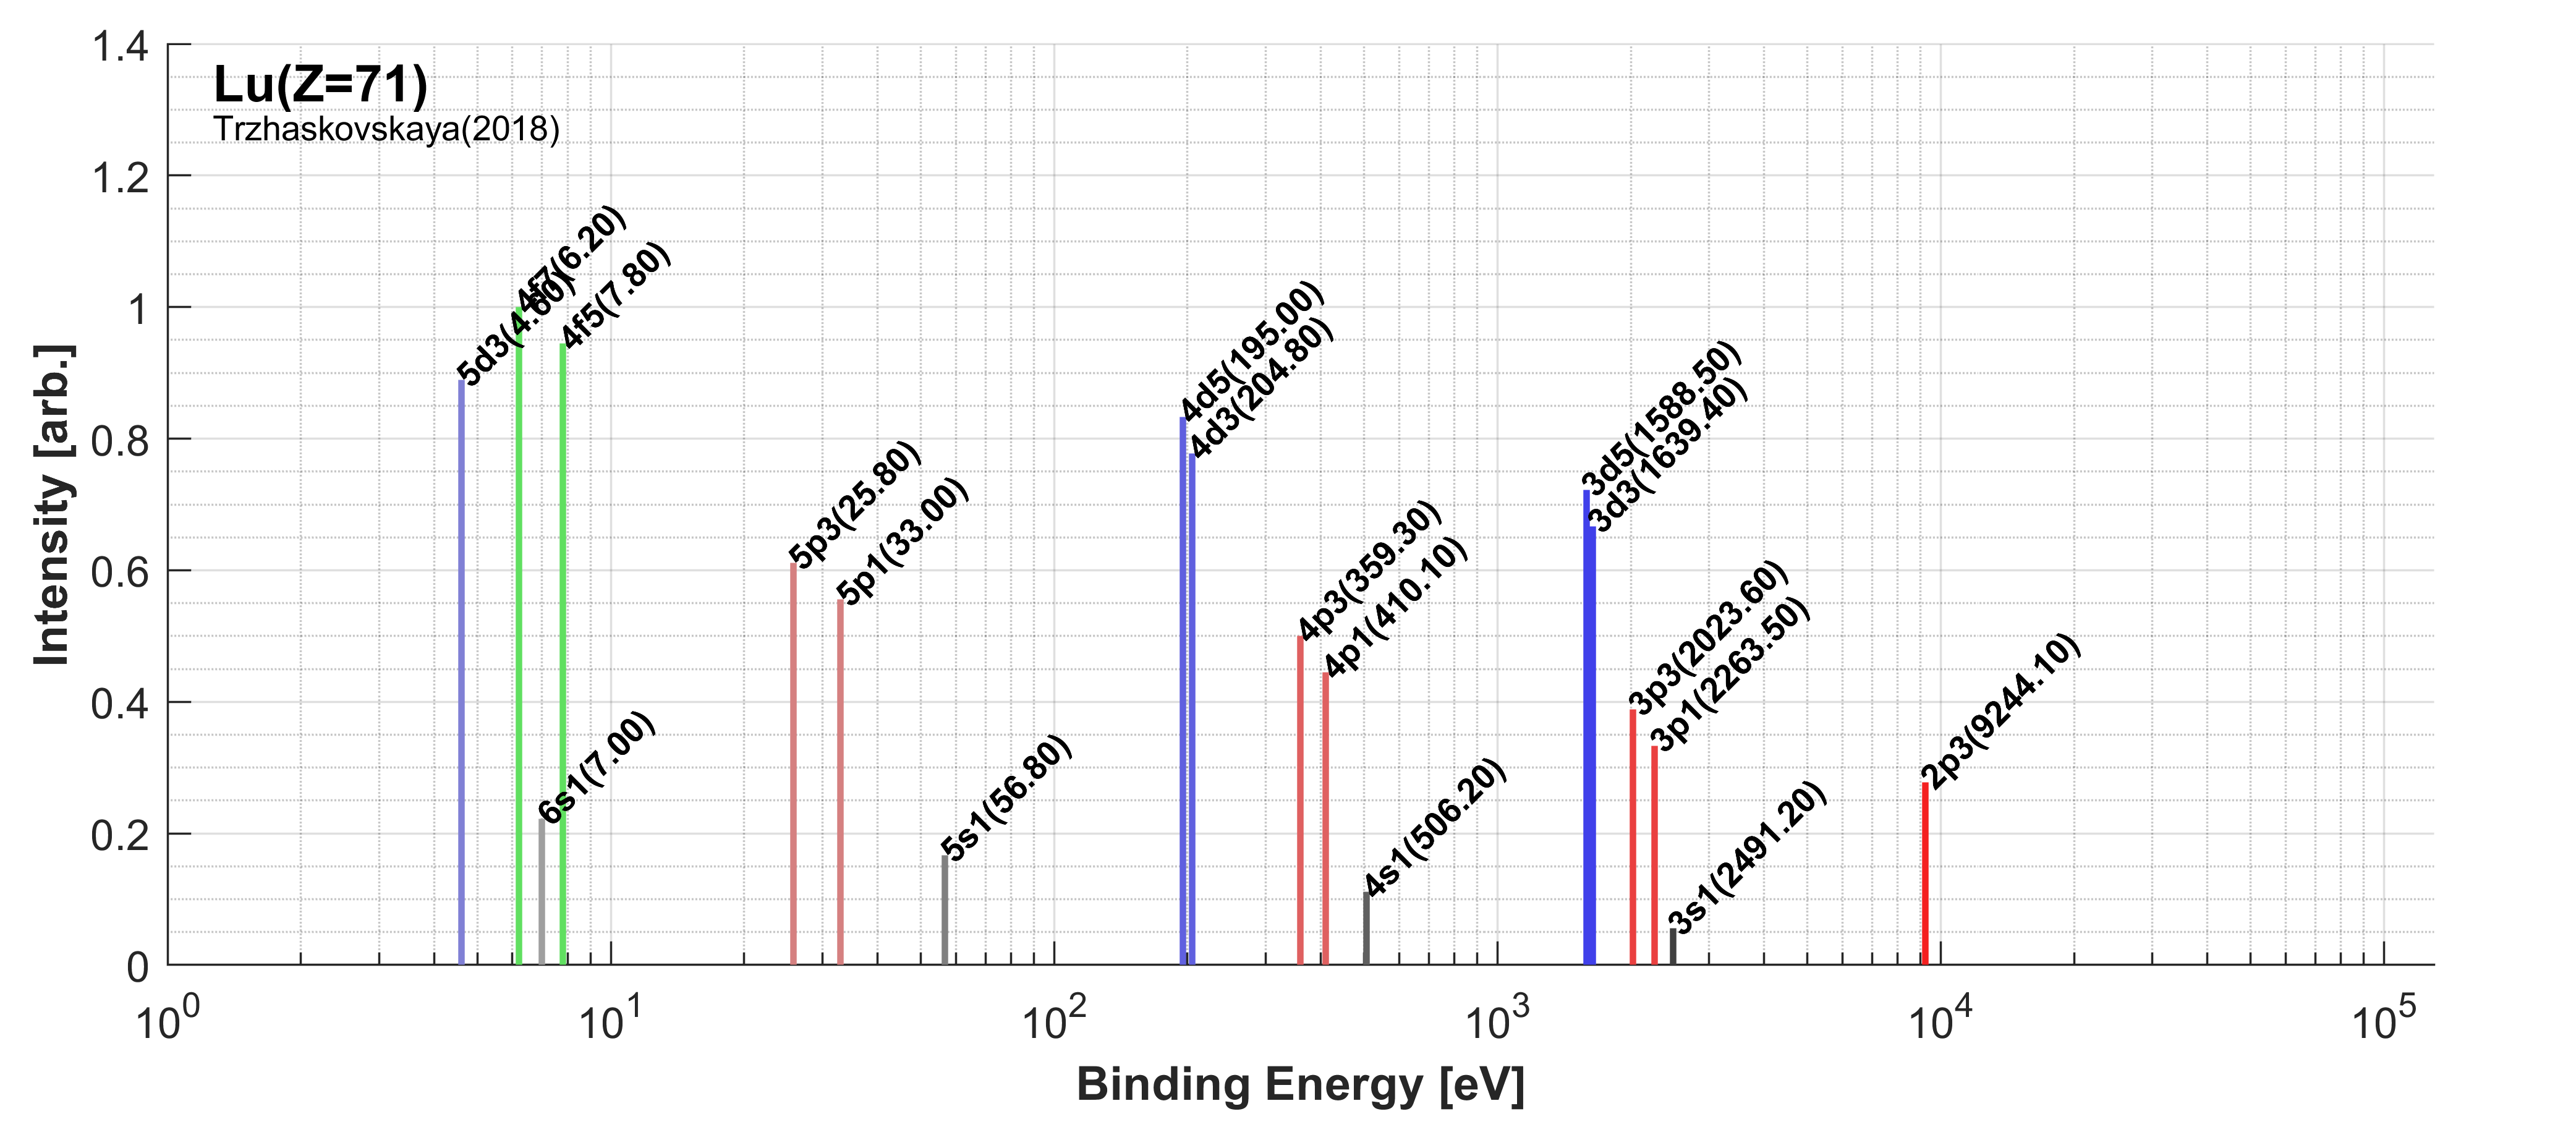 Lu(Z=71)
Trzhaskovskaya(2018)
Intensity [arb.]
1.4
1.2
1
0.8
0.6
0.4
0.2
0
5d3(4.60)
4f7(6.20)
4f5(7.80)
6s1(7.00)
5p3(25.80)
5p1(33.00)
5s1(56.80)
4d5(195.00)
4d3(204.80)
4p3(359.30)
4p1(410.10)
4s1(506.20)
3d5(1588.50)
3d3(1639.40)
3p3(2023.60)
3p1(2263.50)
3s1(2491.20)
2p3(9244.10)
10^0 10^1 10^2 10^3 10^4 10^5
Binding Energy [eV]